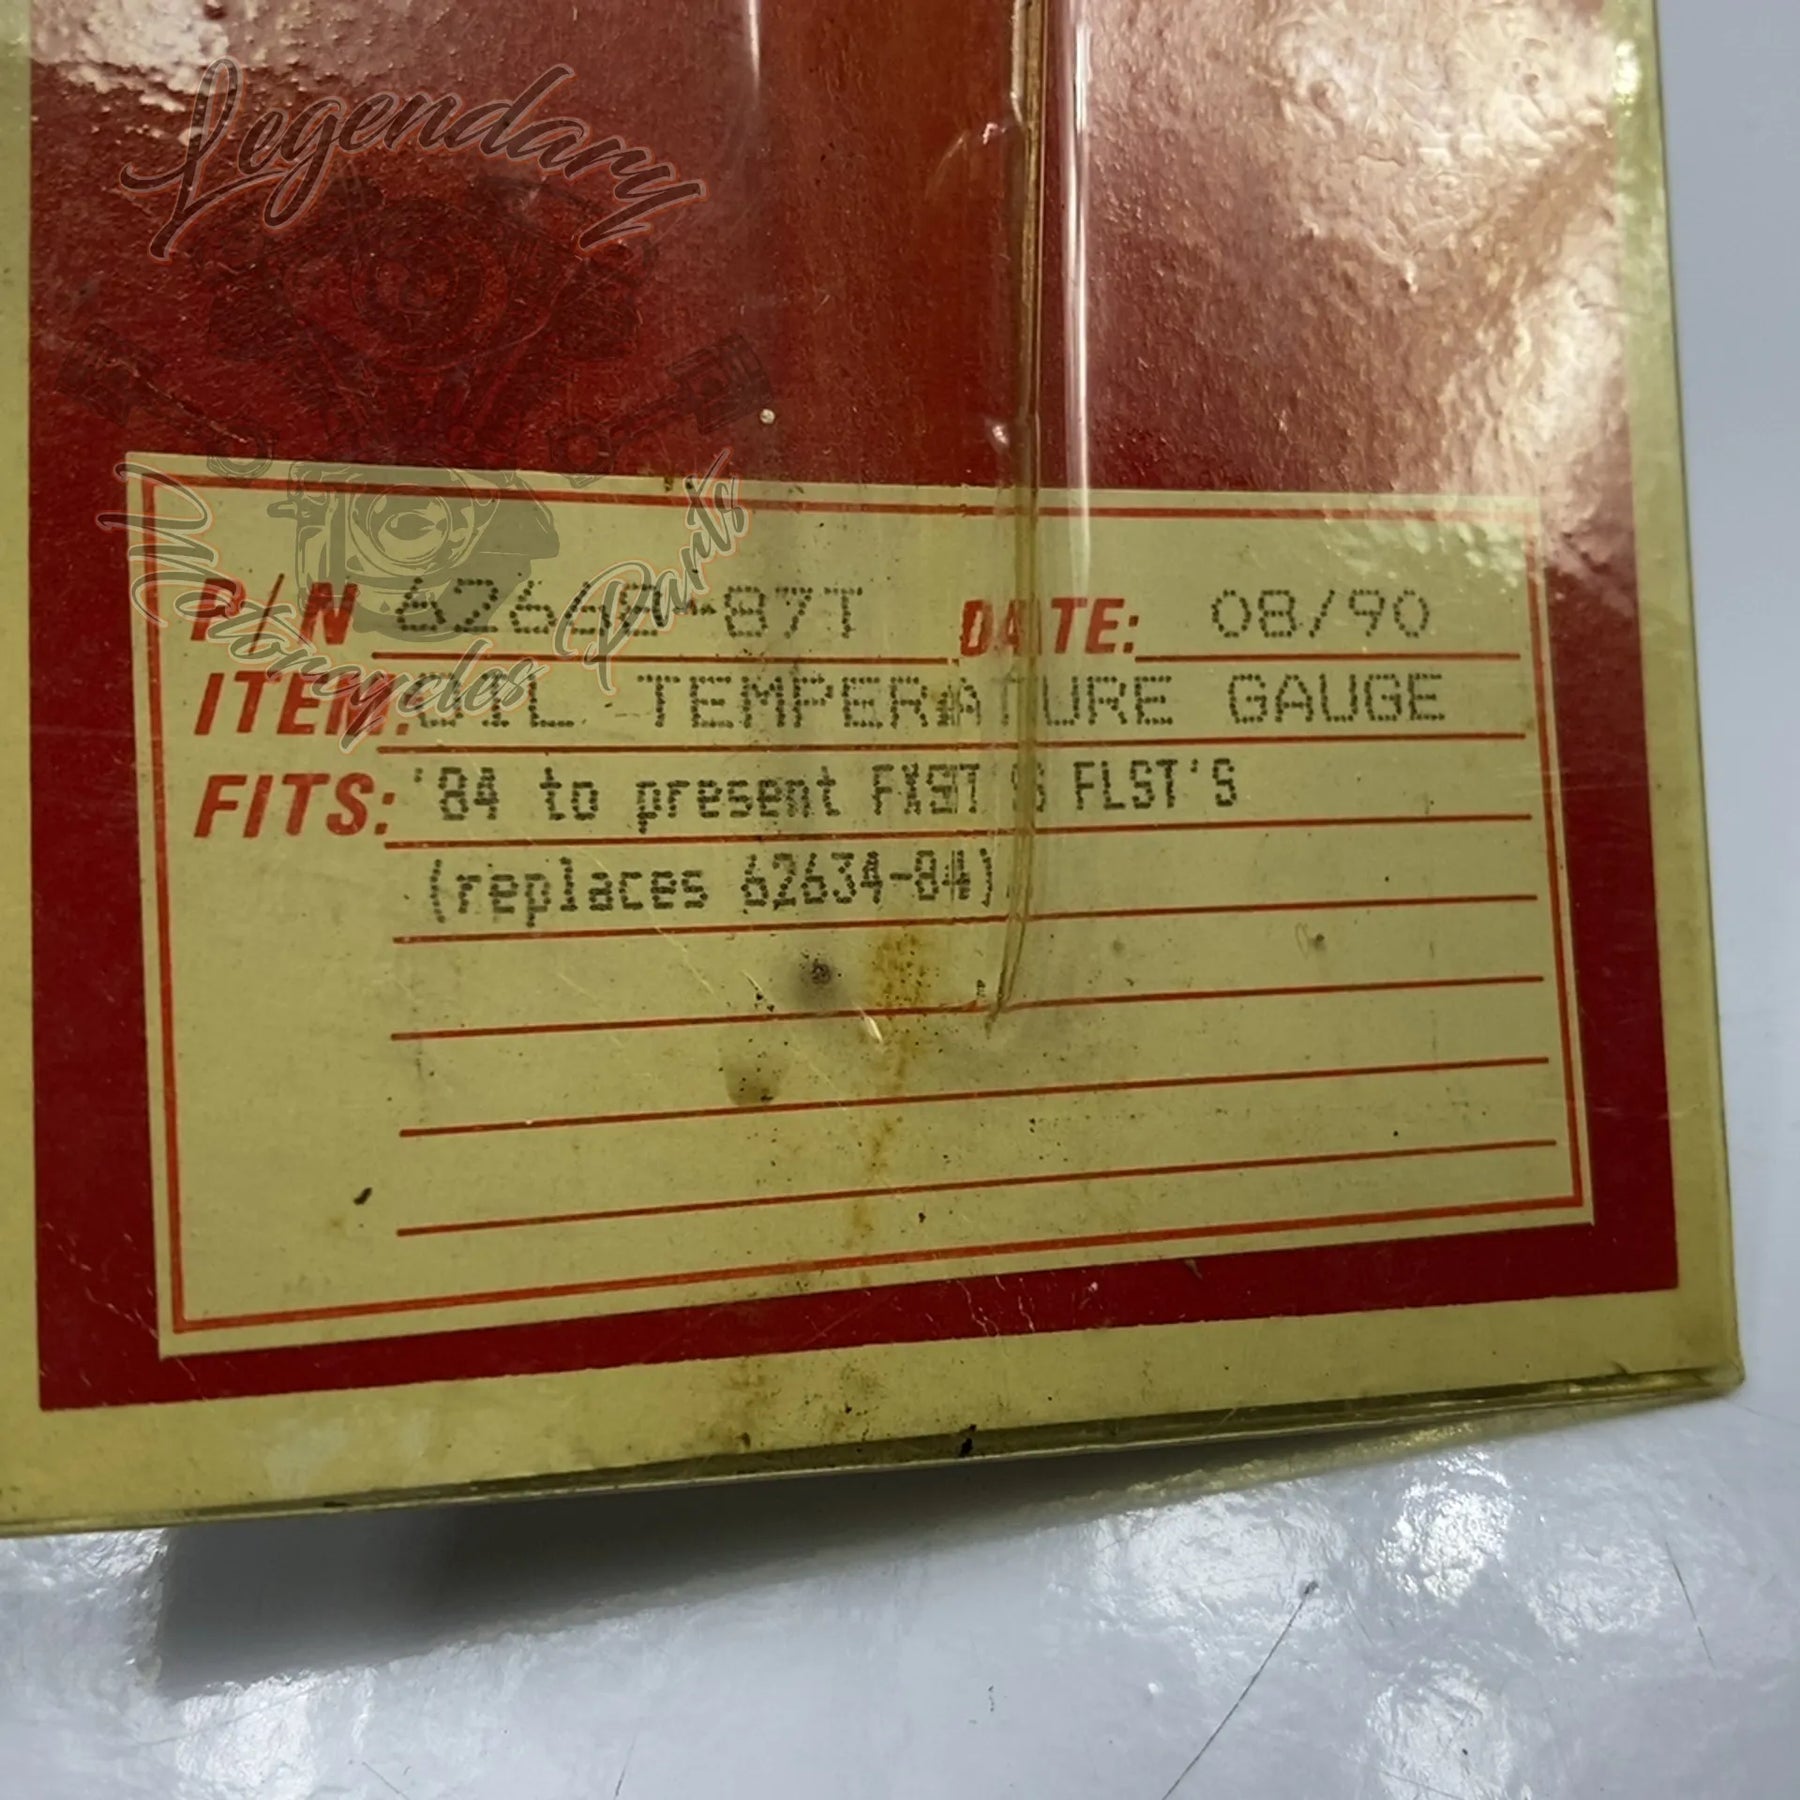 Legendary
Motorcycles Parts
P/N 62668-87T DATE: 08/90
ITEM: OIL TEMPERATURE GAUGE
FITS: '84 to present FXST'S FLST'S
(replaces 62634-84)